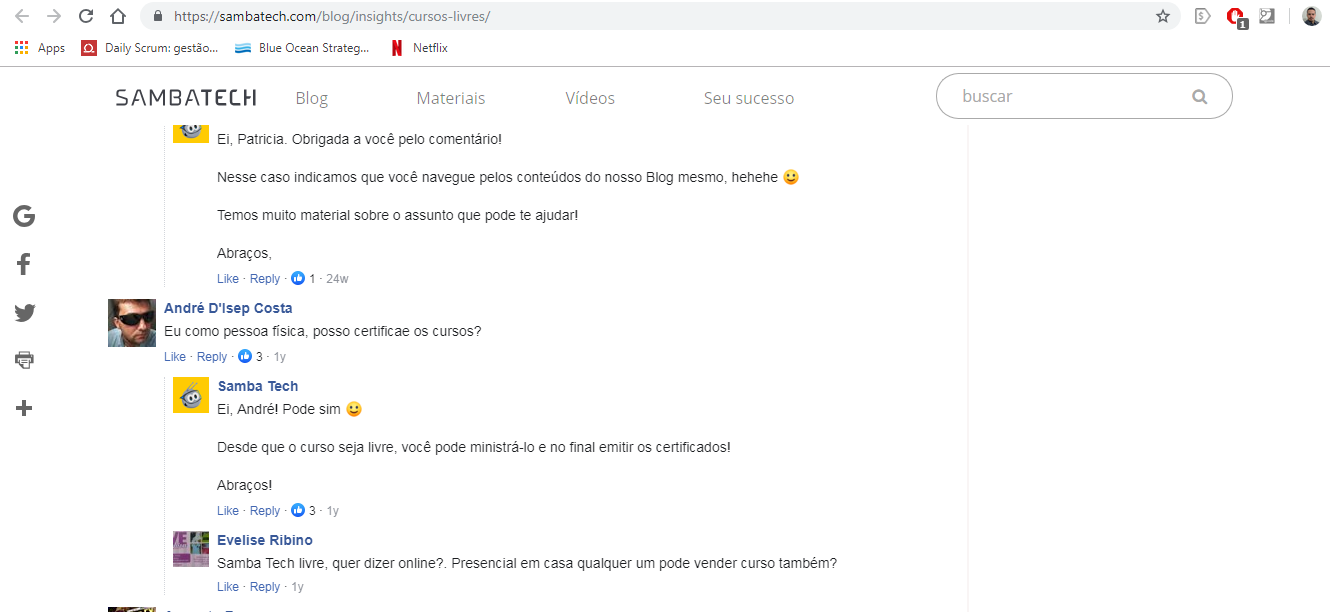 https://sambatech.com/blog/insights/cursos-livres/
1
Apps Daily Scrum: gestão... Blue Ocean Strateg... Netflix
SAMBATECH Blog Materiais Vídeos Seu sucesso buscar
Ei, Patricia. Obrigada a você pelo comentário!
Nesse caso indicamos que você navegue pelos conteúdos do nosso Blog mesmo, hehehe 😀
Temos muito material sobre o assunto que pode te ajudar!
Abraços,
Like · Reply · 1 · 24w
André D'Isep Costa
Eu como pessoa física, posso certificae os cursos?
Like · Reply · 3 · 1y
Samba Tech
Ei, André! Pode sim 😀
Desde que o curso seja livre, você pode ministrá-lo e no final emitir os certificados!
Abraços!
Like · Reply · 3 · 1y
Evelise Ribino
Samba Tech livre, quer dizer online?. Presencial em casa qualquer um pode vender curso também?
Like · Reply · 1y